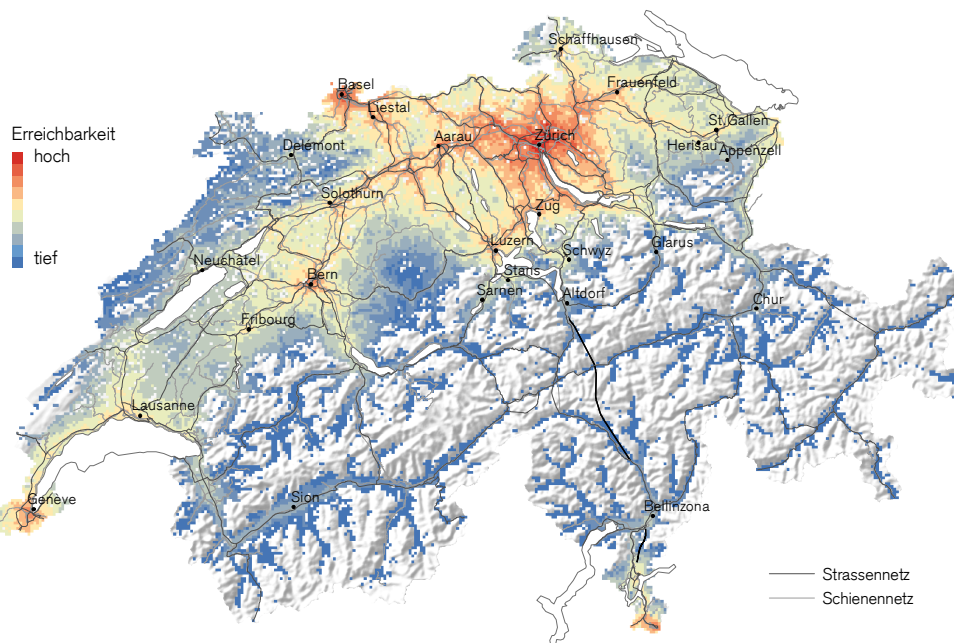 Schaffhausen
Basel
Frauenfeld
Liestal
St. Gallen
Erreichbarkeit
hoch
Aarau
Zürich
Herisau
Appenzell
Delémont
Solothurn
Zug
tief
Luzern
Schwyz
Glarus
Neuchâtel
Bern
Stans
Sarnen
Altdorf
Chur
Fribourg
Lausanne
Genève
Sion
Bellinzona
Strassennetz
Schienennetz